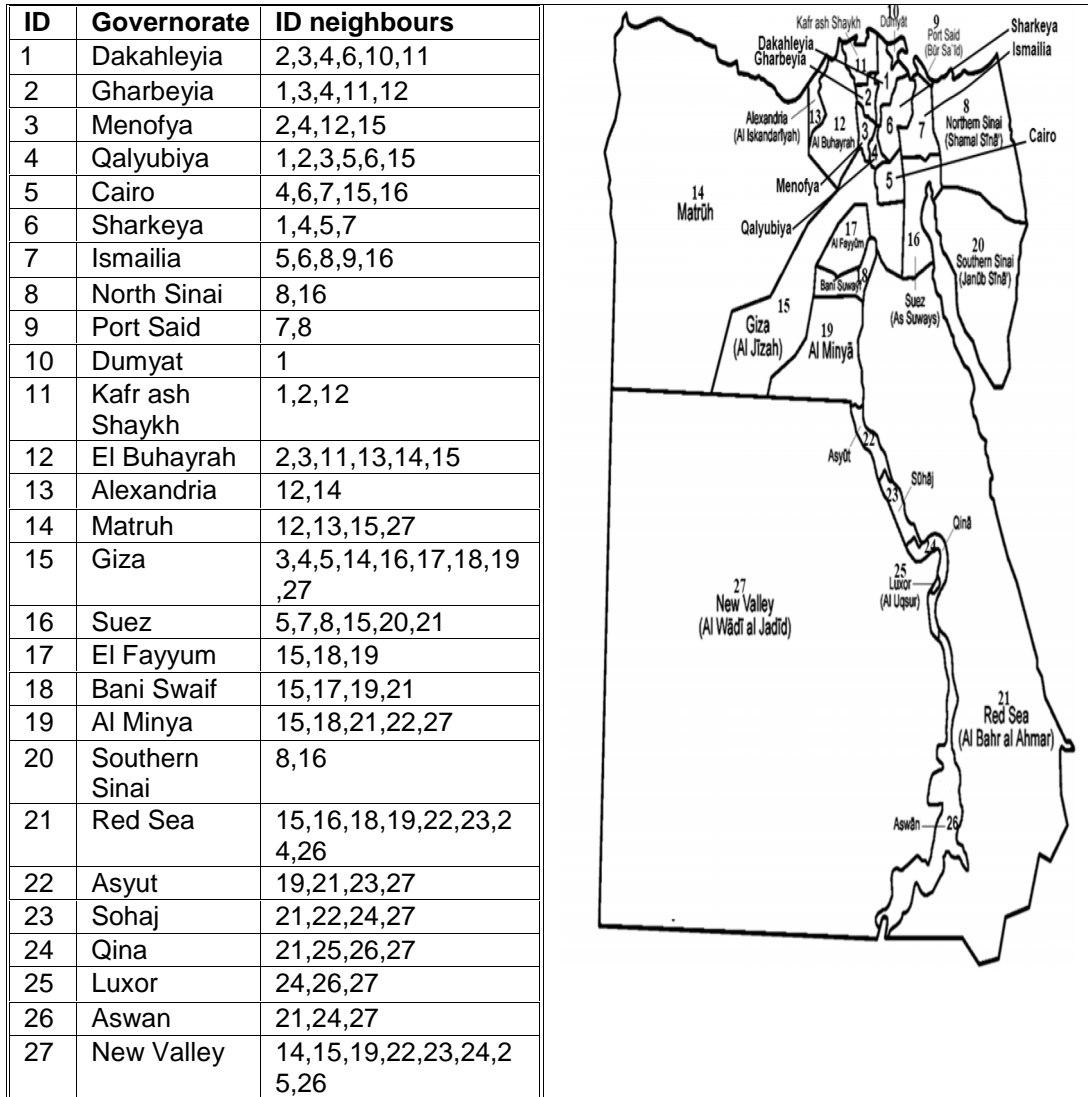 ID Governorate ID neighbours
1 Dakahleyia 2,3,4,6,10,11
2 Gharbeyia 1,3,4,11,12
3 Menofya 2,4,12,15
4 Qalyubiya 1,2,3,5,6,15
5 Cairo 4,6,7,15,16
6 Sharkeya 1,4,5,7
7 Ismailia 5,6,8,9,16
8 North Sinai 8,16
9 Port Said 7,8
10 Dumyat 1
11 Kafr ash 1,2,12
Shaykh
12 El Buhayrah 2,3,11,13,14,15
13 Alexandria 12,14
14 Matruh 12,13,15,27
15 Giza 3,4,5,14,16,17,18,19
,27
16 Suez 5,7,8,15,20,21
17 El Fayyum 15,18,19
18 Bani Swaif 15,17,19,21
19 Al Minya 15,18,21,22,27
20 Southern 8,16
Sinai
21 Red Sea 15,16,18,19,22,23,2
4,26
22 Asyut 19,21,23,27
23 Sohaj 21,22,24,27
24 Qina 21,25,26,27
25 Luxor 24,26,27
26 Aswan 21,24,27
27 New Valley 14,15,19,22,23,24,2
5,26
10
Kafr ash Shaykh
Dumyāt
9
Port Said
(Būr Sa'īd)
Sharkeya
Ismailia
Dakahleyia
Gharbeyia
11
1
2
13
12
Al Buhayrah
Alexandria
(Al Iskandarīyah)
3
4
6
7
8
Northern Sinai
(Shamal Sīnā')
Cairo
5
Menofya
Qalyubiya
14
Matrūh
17
Al Fayyūm
16
20
Southern Sinai
(Janūb Sīnā')
Bani Suwayf
18
Suez
(As Suways)
15
Giza
(Al Jīzah)
19
Al Minyā
22
Asyūt
Sūhāj
23
Qinā
24
25
Luxor
(Al Uqsur)
27
New Valley
(Al Wādī al Jadīd)
21
Red Sea
(Al Bahr al Ahmar)
Aswān
26